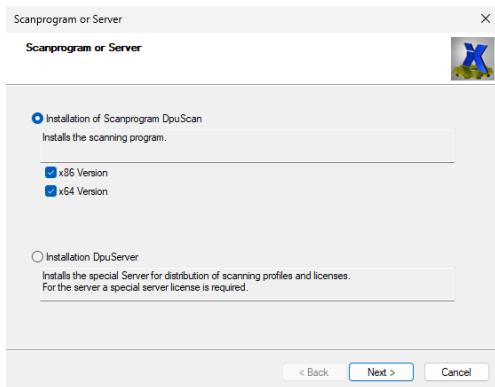 Scanprogram or Server
Scanprogram or Server
Installation of Scanprogram DpuScan
Installs the scanning program.
x86 Version
x64 Version
Installation DpuServer
Installs the special Server for distribution of scanning profiles and licenses.
For the server a special server license is required.
< Back Next > Cancel